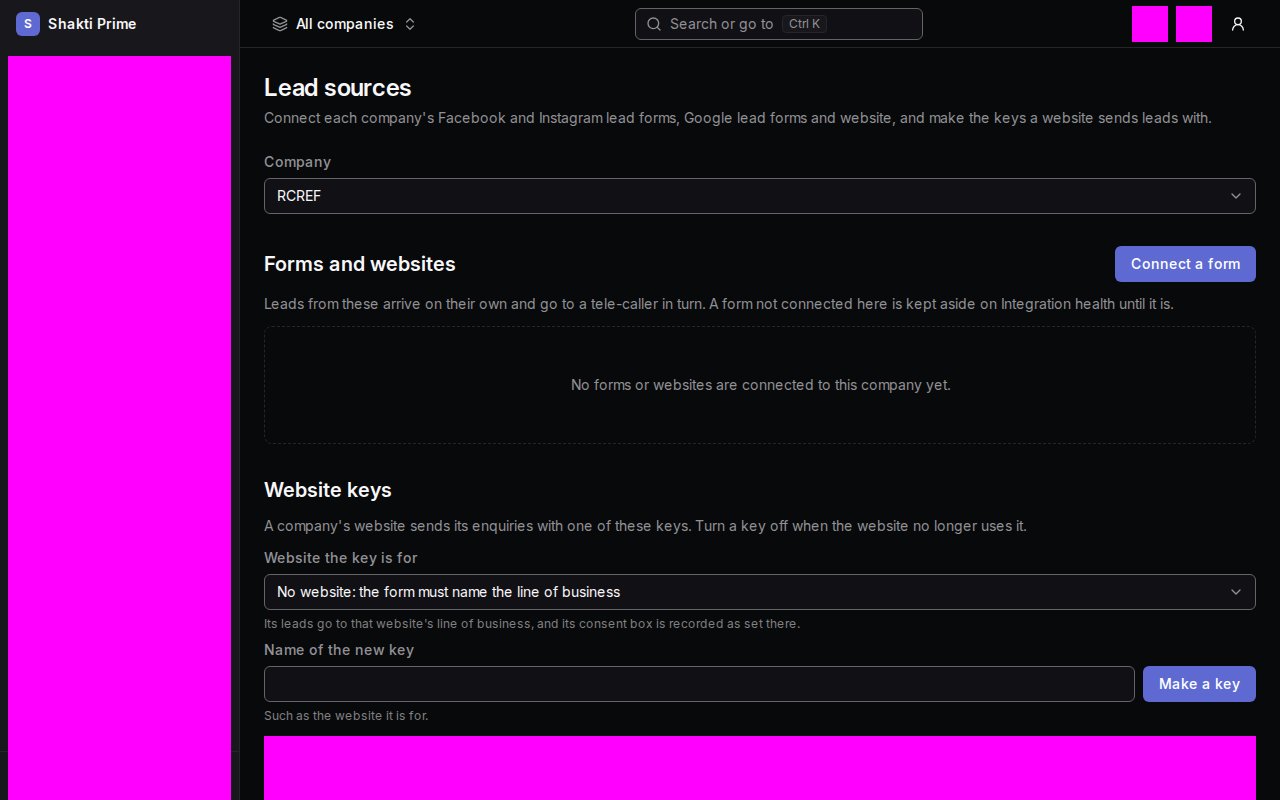 S Shakti Prime
All companies
Search or go to Ctrl K
Lead sources
Connect each company's Facebook and Instagram lead forms, Google lead forms and website, and make the keys a website sends leads with.
Company
RCREF
Forms and websites
Connect a form
Leads from these arrive on their own and go to a tele-caller in turn. A form not connected here is kept aside on Integration health until it is.
No forms or websites are connected to this company yet.
Website keys
A company's website sends its enquiries with one of these keys. Turn a key off when the website no longer uses it.
Website the key is for
No website: the form must name the line of business
Its leads go to that website's line of business, and its consent box is recorded as set there.
Name of the new key
Make a key
Such as the website it is for.